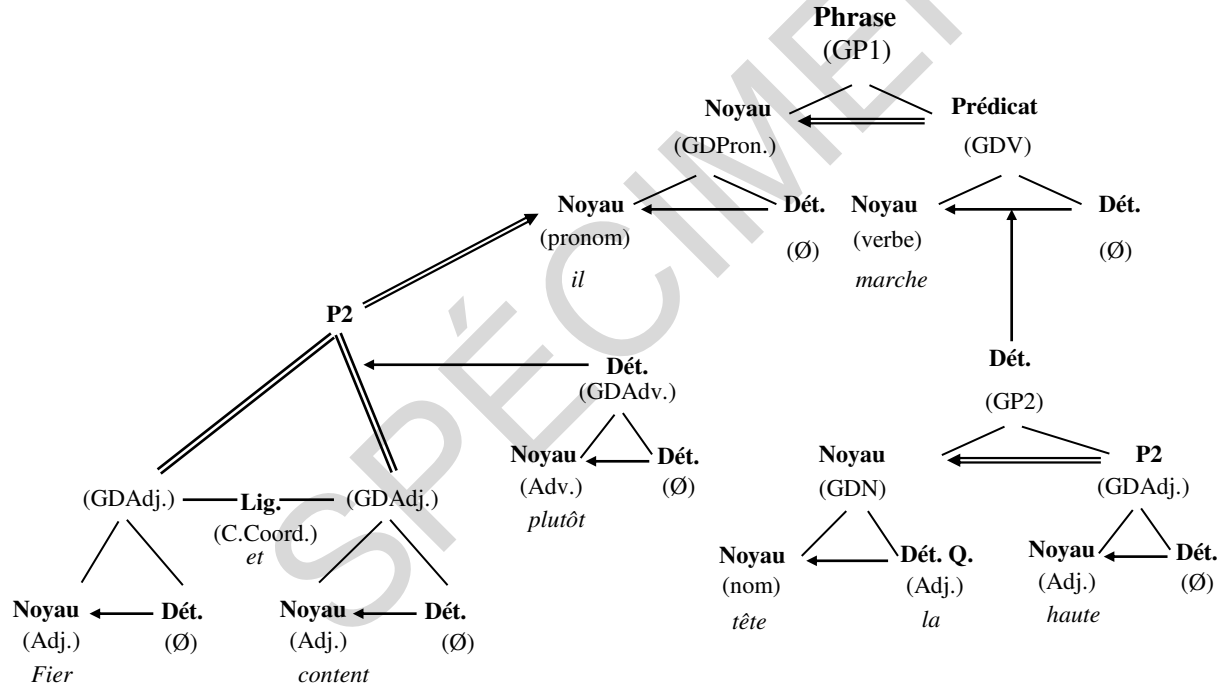 Phrase
(GP1)
Noyau Prédicat
(GDPron.) (GDV)
Noyau Dét. Noyau Dét.
(pronom) (Ø) (verbe) (Ø)
il marche
P2
Dét. Dét.
(GDAdv.) (GP2)
Noyau Dét. Noyau P2
(Adv.) (Ø) (GDN) (GDAdj.)
plutôt
(GDAdj.) Lig. (GDAdj.)
(C.Coord.)
et
Noyau Dét. Q. Noyau Dét.
(nom) (Adj.) (Adj.) (Ø)
tête la haute
Noyau Dét. Noyau Dét.
(Adj.) (Ø) (Adj.) (Ø)
Fier content
SPÉCIMEN